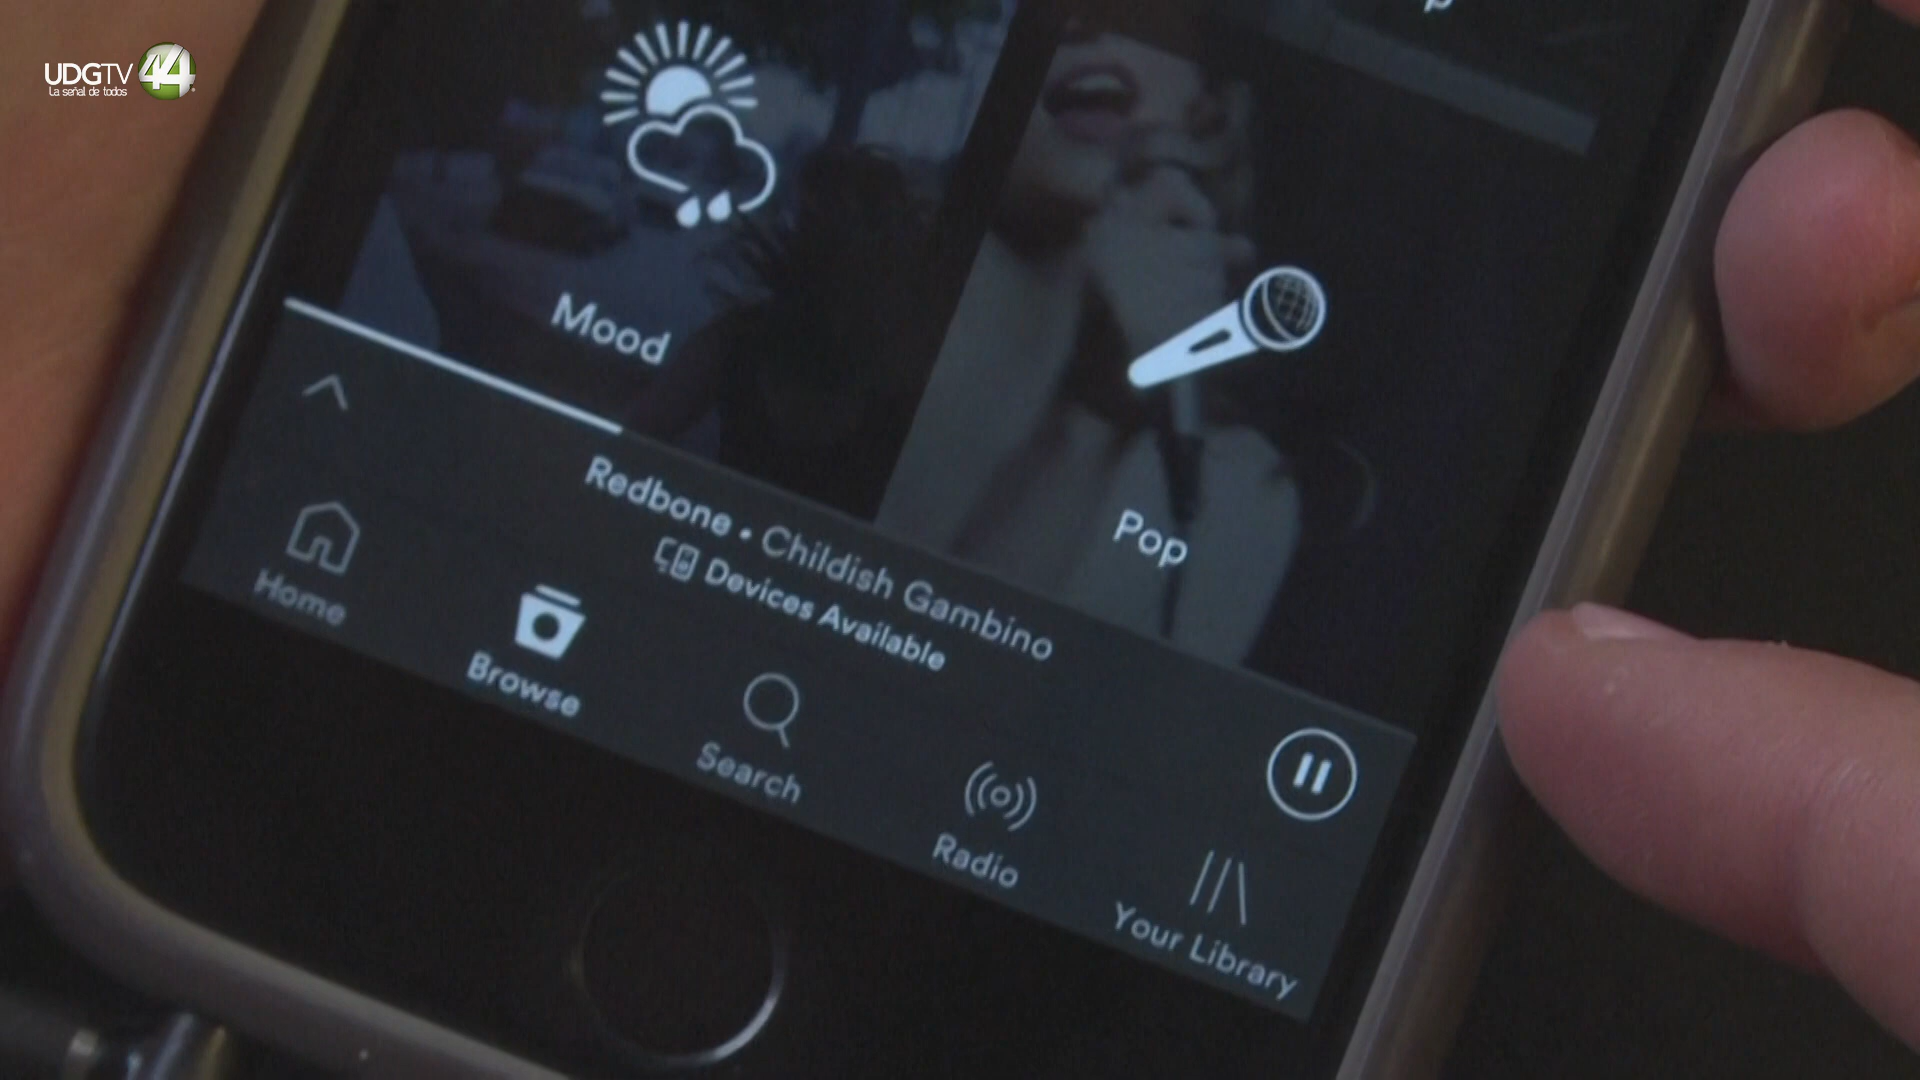 UDGTV 44
La señal de todos
Mood
Pop
Redbone • Childish Gambino
Devices Available
Home
Browse
Search
Radio
Your Library